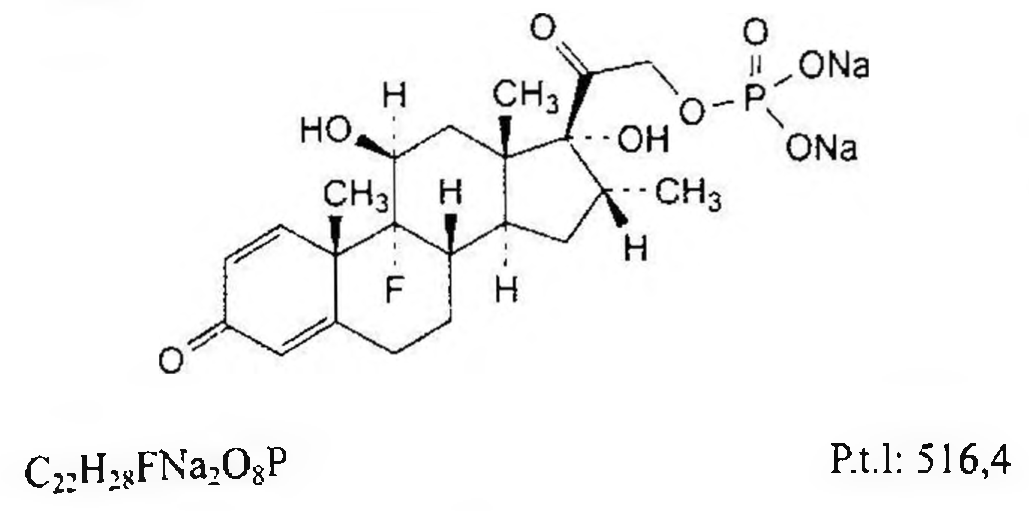 O
O
ONa
H
CH₃
P
HO
O
OH
ONa
CH₃
H
CH₃
H
F
H
O
C₂₂H₂₈FNa₂O₈P
P.t.l: 516,4